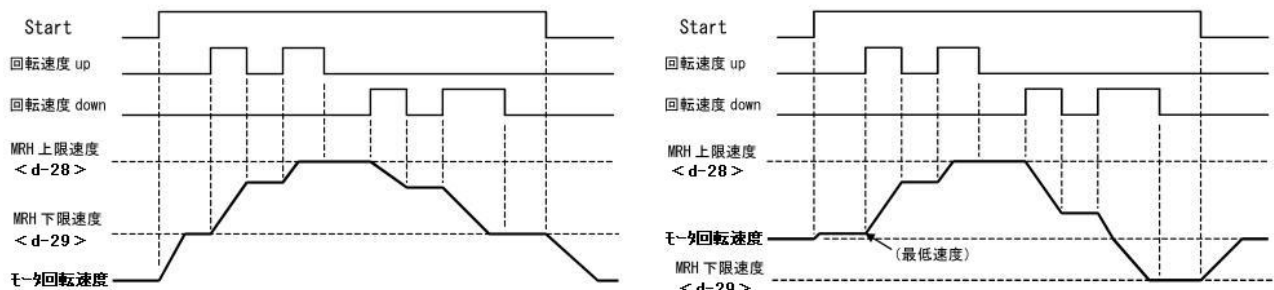 Start
回転速度 up
回転速度 down
MRH 上限速度
＜d-28＞
MRH 下限速度
＜d-29＞
ﾓｰﾀ回転速度
Start
回転速度 up
回転速度 down
MRH 上限速度
＜d-28＞
ﾓｰﾀ回転速度
(最低速度)
MRH 下限速度
＜d-29＞